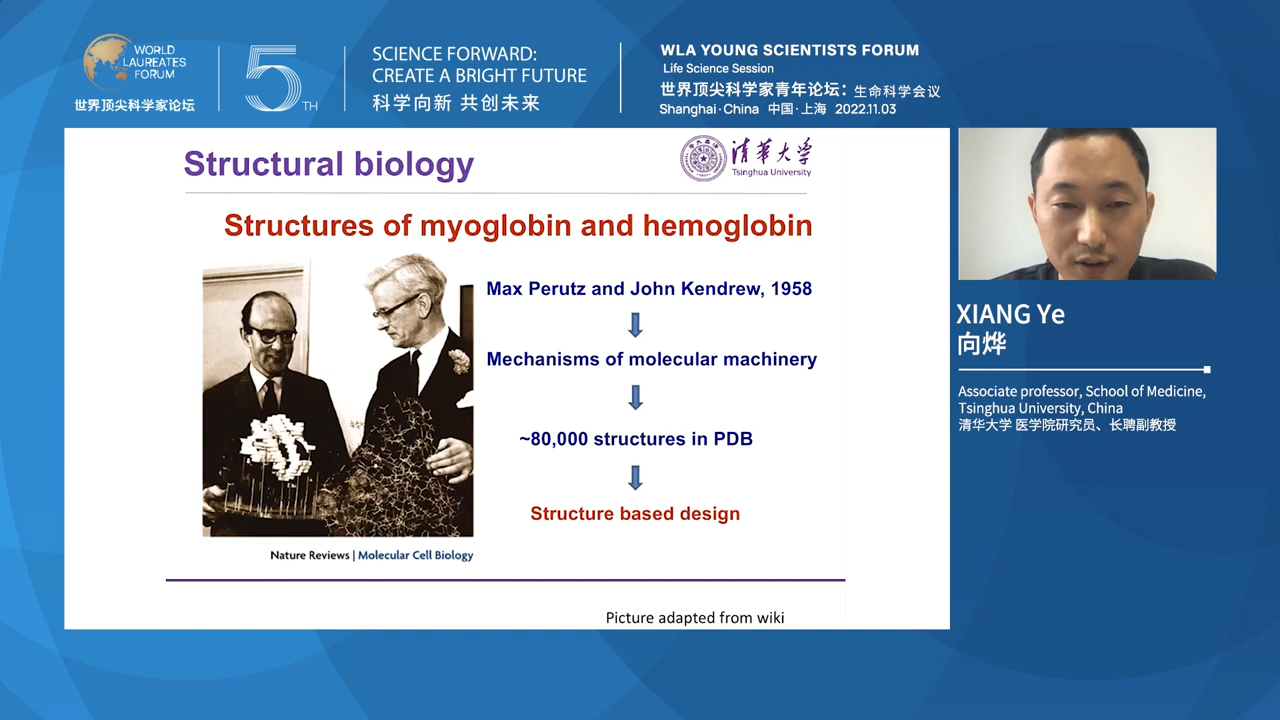 WORLD
LAUREATES
FORUM
世界顶尖科学家论坛
5TH
SCIENCE FORWARD:
CREATE A BRIGHT FUTURE
科学向新 共创未来
WLA YOUNG SCIENTISTS FORUM
Life Science Session
世界顶尖科学家青年论坛：生命科学会议
Shanghai·China 中国·上海 2022.11.03
Structural biology
清华大学
Tsinghua University
Structures of myoglobin and hemoglobin
Max Perutz and John Kendrew, 1958
Mechanisms of molecular machinery
~80,000 structures in PDB
Structure based design
Nature Reviews | Molecular Cell Biology
Picture adapted from wiki
XIANG Ye
向烨
Associate professor, School of Medicine,
Tsinghua University, China
清华大学 医学院研究员、长聘副教授